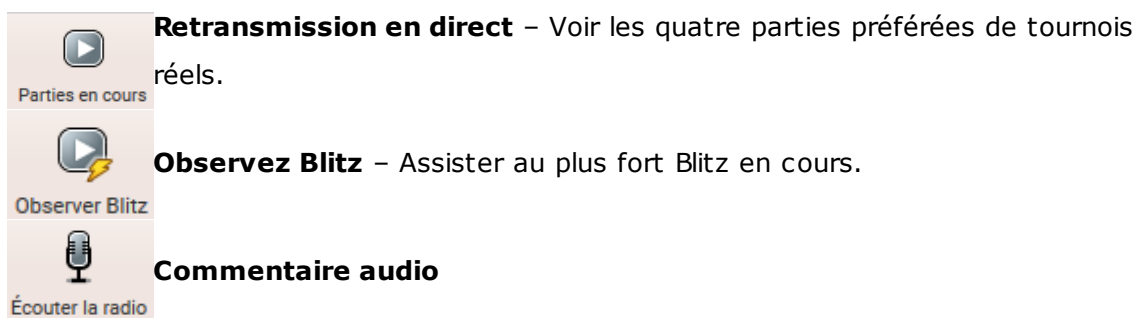 Retransmission en direct – Voir les quatre parties préférées de tournois
réels.
Parties en cours
Observez Blitz – Assister au plus fort Blitz en cours.
Observer Blitz
Commentaire audio
Écouter la radio